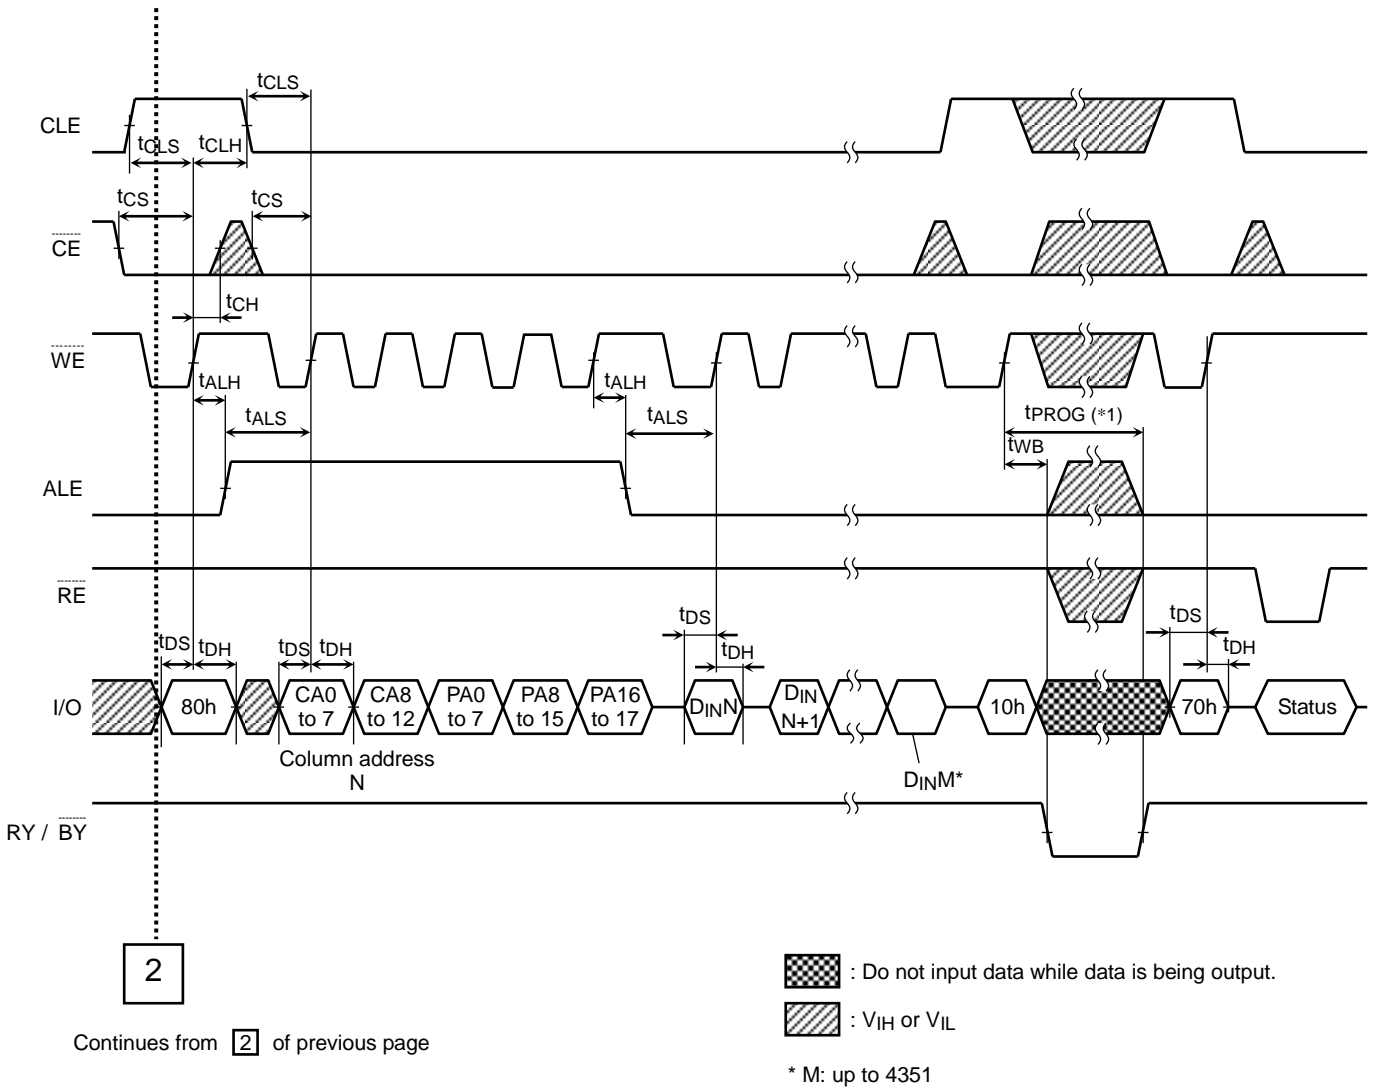 tCLS
CLE
tCLS tCLH
tCS tCS
CE
tCH
WE
tALH tALH
tALS tALS tPROG (*1)
tWB
ALE
RE
tDS tDH tDS tDH tDS tDH tDS tDH
I/O 80h CA0 to 7 CA8 to 12 PA0 to 7 PA8 to 15 PA16 to 17 DINN DIN N+1 10h 70h Status
Column address
N
DINM*
RY / BY
2
: Do not input data while data is being output.
: VIH or VIL
Continues from 2 of previous page
* M: up to 4351